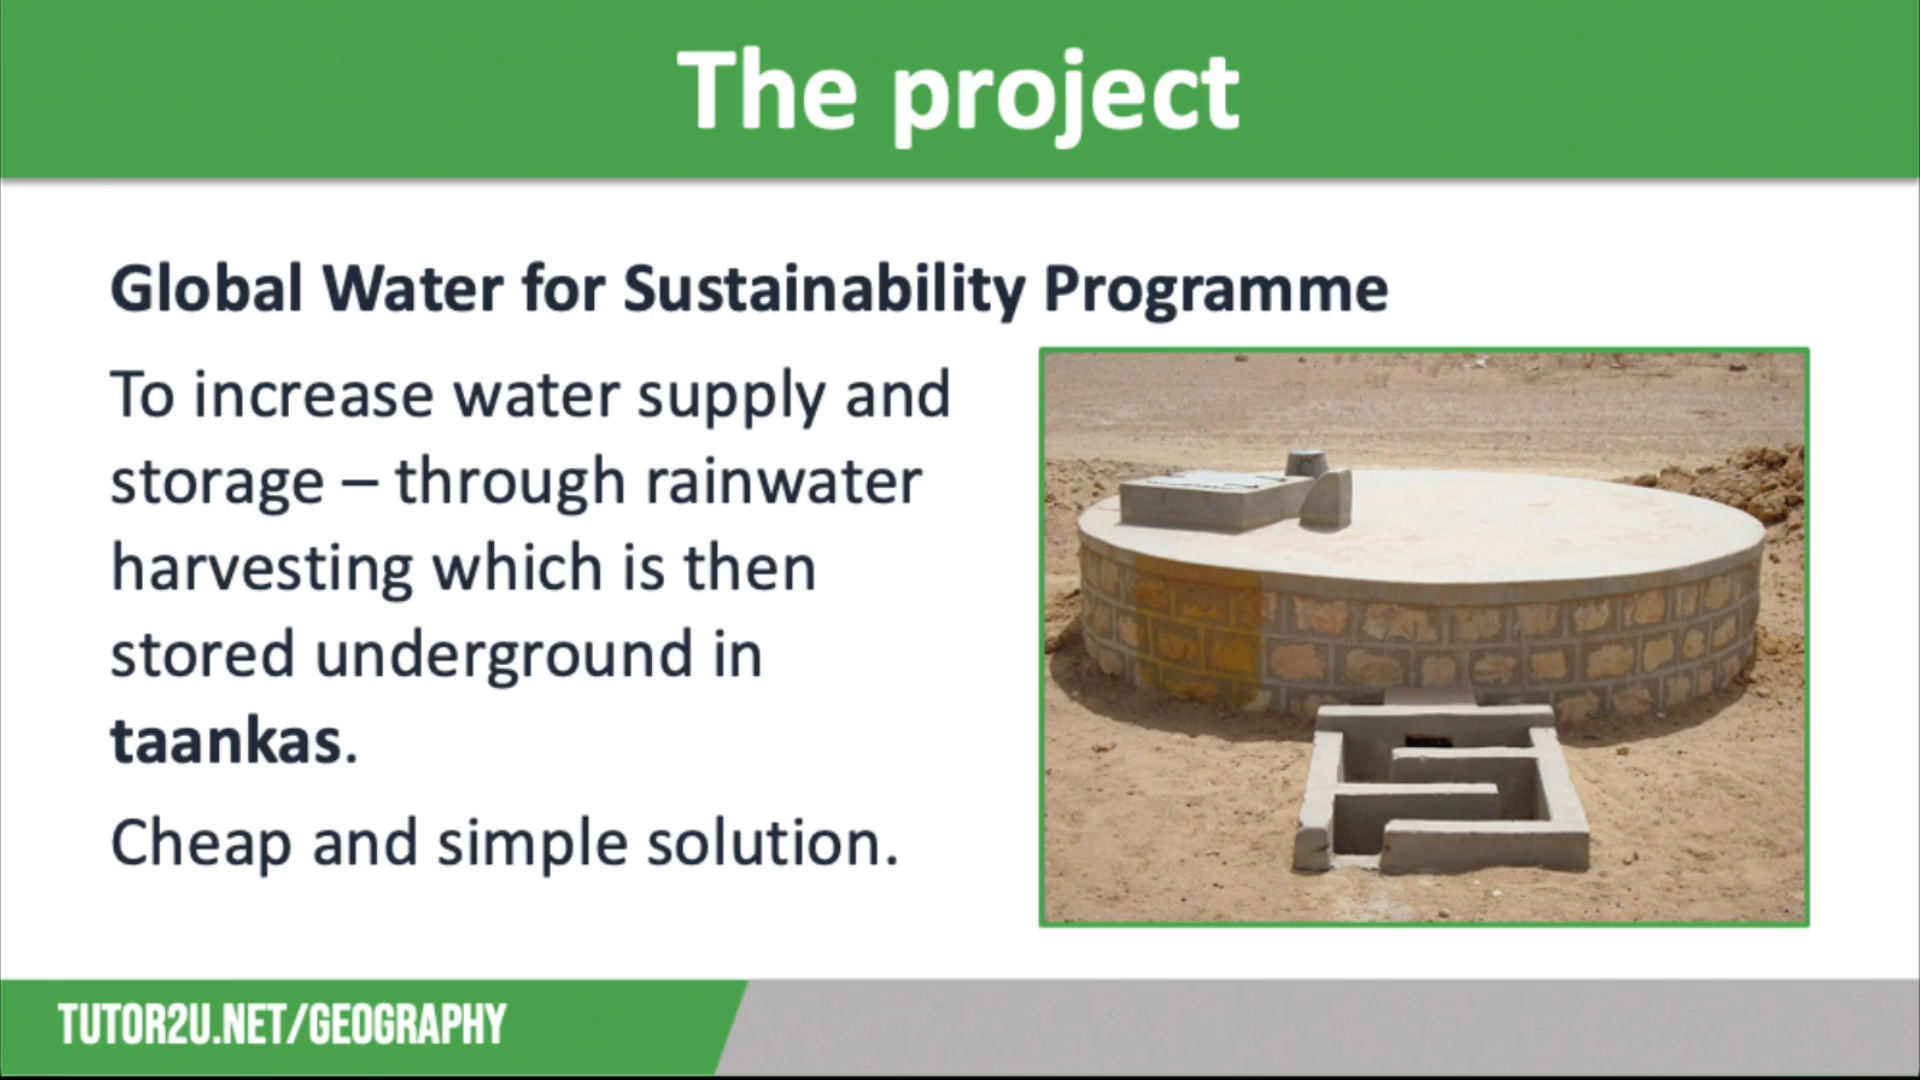 The project
Global Water for Sustainability Programme
To increase water supply and
storage – through rainwater
harvesting which is then
stored underground in
taankas.
Cheap and simple solution.
TUTOR2U.NET/GEOGRAPHY